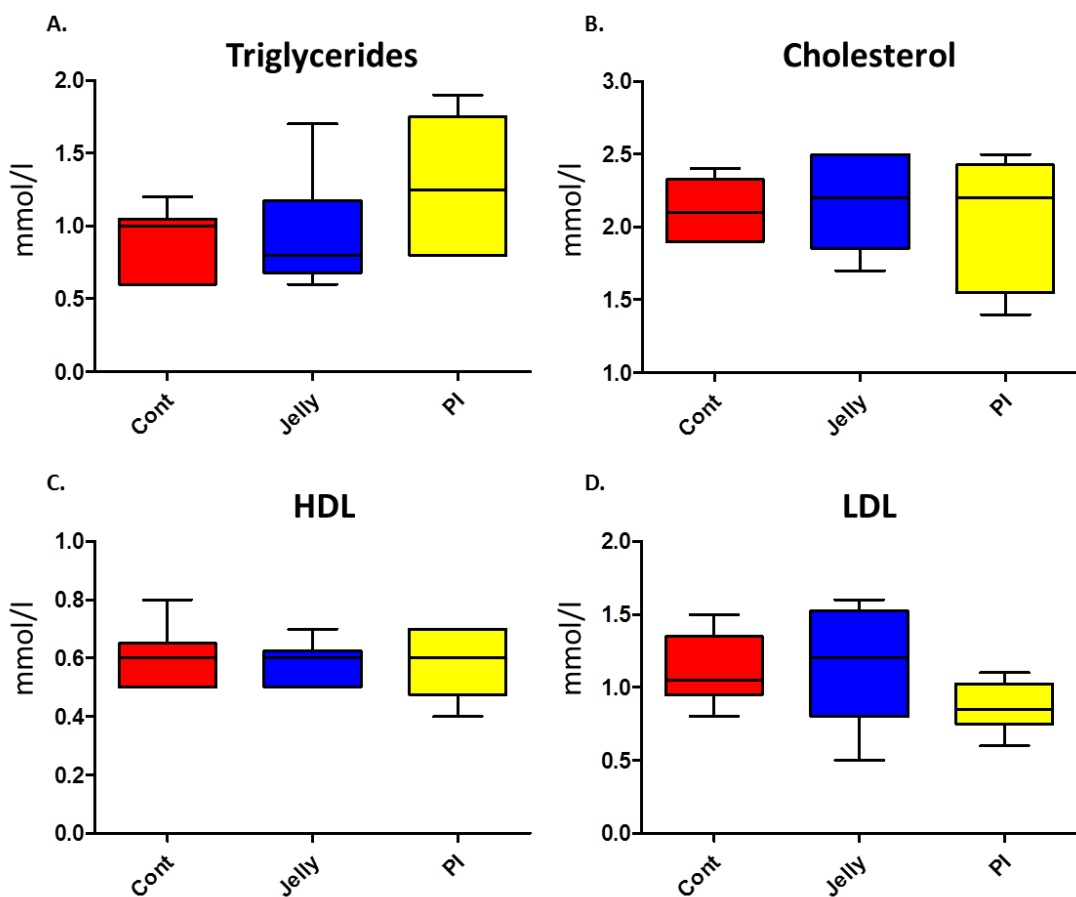 A.
Triglycerides
mmol/l
2.0
1.5
1.0
0.5
0.0
Cont
Jelly
PI
B.
Cholesterol
mmol/l
3.0
2.5
2.0
1.5
1.0
Cont
Jelly
PI
C.
HDL
mmol/l
1.0
0.8
0.6
0.4
0.2
0.0
Cont
Jelly
PI
D.
LDL
mmol/l
2.0
1.5
1.0
0.5
0.0
Cont
Jelly
PI